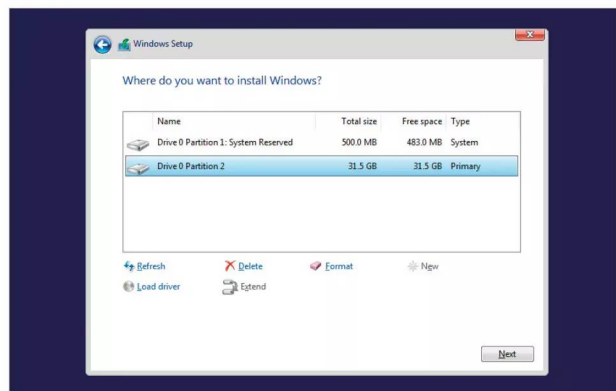 Windows Setup
Where do you want to install Windows?
Name Total size Free space Type
Drive 0 Partition 1: System Reserved 500.0 MB 483.0 MB System
Drive 0 Partition 2 31.5 GB 31.5 GB Primary
Refresh Delete Format New
Load driver Extend
Next